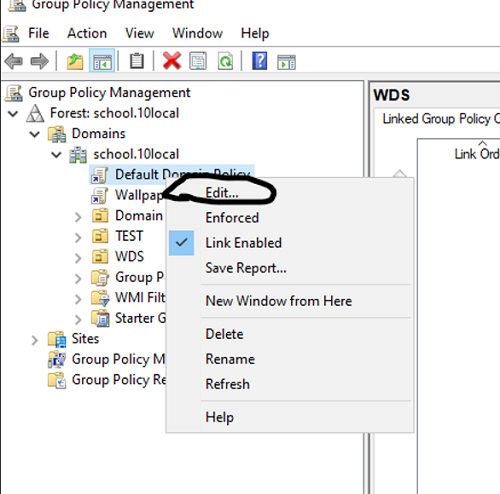 Group Policy Management
File Action View Window Help
Group Policy Management
Forest: school.10local
Domains
school.10local
Default Domain Policy
Edit...
Enforced
Link Enabled
Save Report...
New Window from Here
Delete
Rename
Refresh
Help
Wallpap
Domain
TEST
WDS
Group P
WMI Filt
Starter G
Sites
Group Policy M
Group Policy Re
WDS
Linked Group Policy O
Link Ord